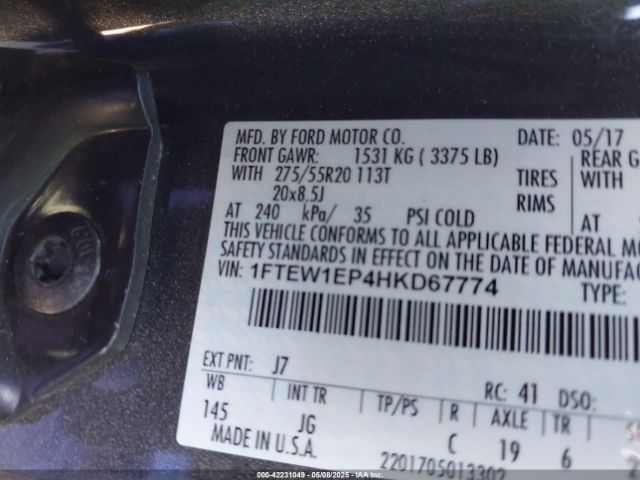 MFD. BY FORD MOTOR CO. DATE: 05/17
FRONT GAWR: 1531 KG ( 3375 LB) REAR G
WITH 275/55R20 113T TIRES WITH
20x8.5J RIMS
AT 240 kPa/ 35 PSI COLD AT
THIS VEHICLE CONFORMS TO ALL APPLICABLE FEDERAL MO
SAFETY STANDARDS IN EFFECT ON THE DATE OF MANUFAC
VIN: 1FTEW1EP4HKD67774 TYPE:
EXT PNT: J7 RC: 41 DSO:
WB INT TR TP/PS R AXLE TR
145 JG C 19 6
MADE IN U.S.A. 2201705013302
000-42231049 - 05/08/2025 - IAAI.COM